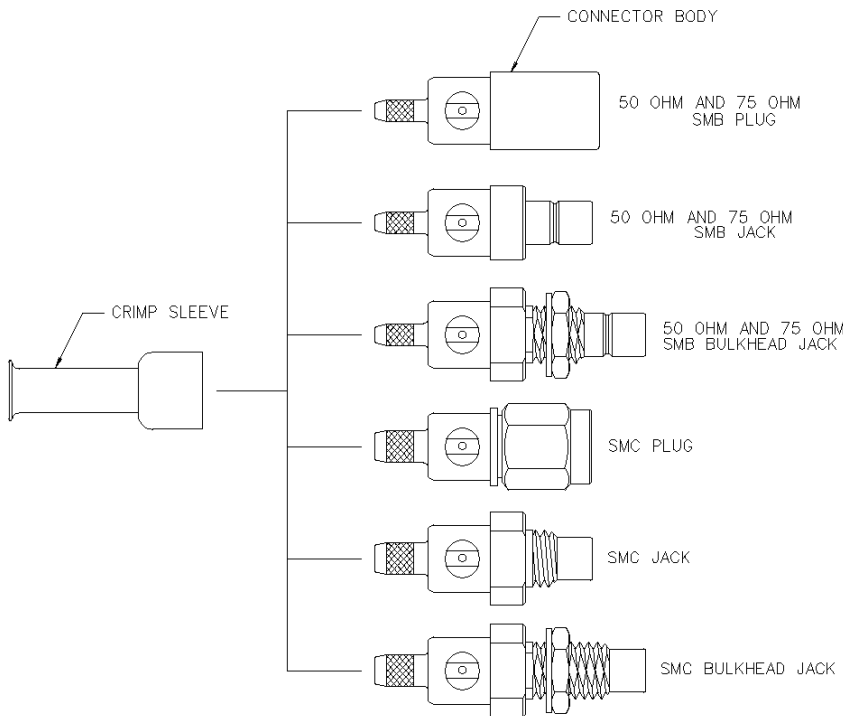 CONNECTOR BODY
50 OHM AND 75 OHM
SMB PLUG
50 OHM AND 75 OHM
SMB JACK
CRIMP SLEEVE
50 OHM AND 75 OHM
SMB BULKHEAD JACK
SMC PLUG
SMC JACK
SMC BULKHEAD JACK